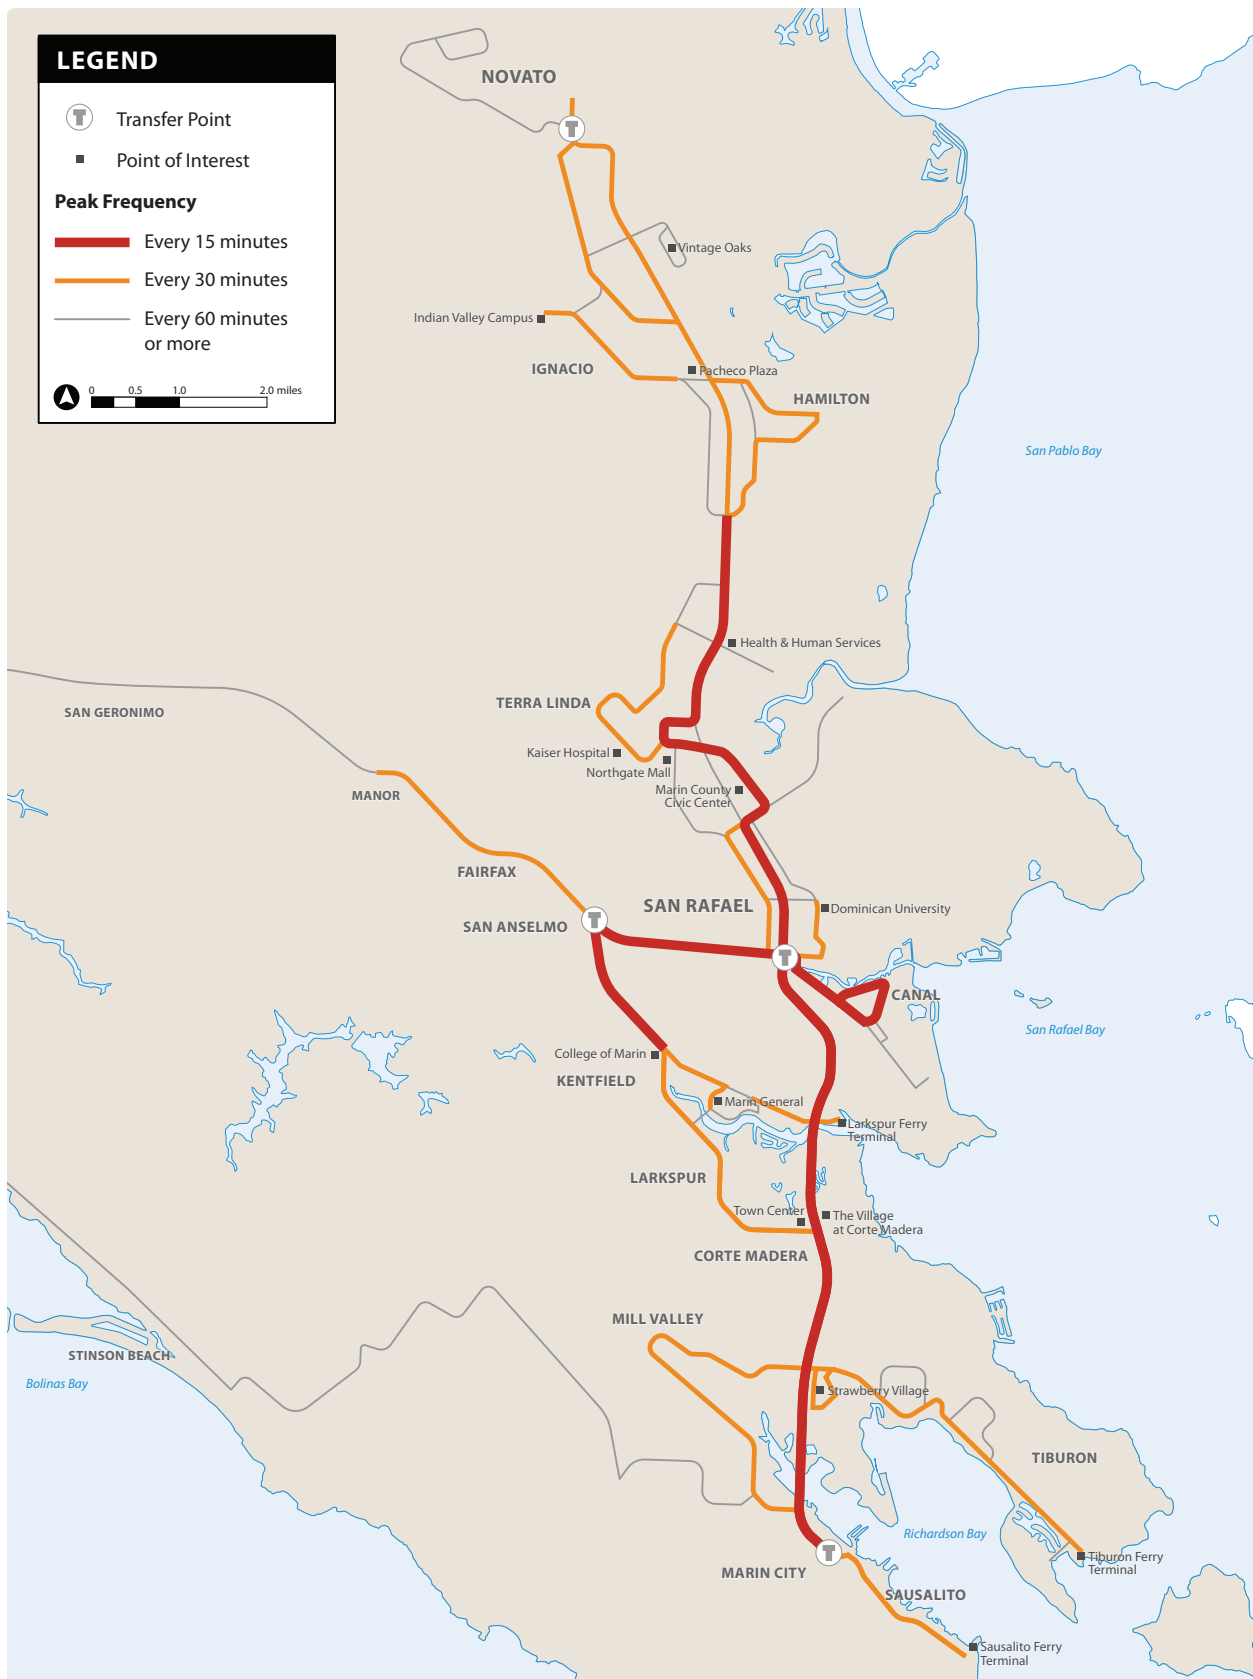 LEGEND
T
Transfer Point
Point of Interest
Peak Frequency
Every 15 minutes
Every 30 minutes
Every 60 minutes
or more
0 0.5 1.0 2.0 miles
NOVATO
T
Vintage Oaks
Indian Valley Campus
IGNACIO
Pacheco Plaza
HAMILTON
San Pablo Bay
Health & Human Services
TERRA LINDA
SAN GERONIMO
Kaiser Hospital
Northgate Mall
Marin County
Civic Center
MANOR
FAIRFAX
SAN RAFAEL
Dominican University
SAN ANSELMO
T
T
CANAL
San Rafael Bay
College of Marin
KENTFIELD
Marin General
Larkspur Ferry
Terminal
LARKSPUR
Town Center
The Village
at Corte Madera
CORTE MADERA
MILL VALLEY
STINSON BEACH
Bolinas Bay
Strawberry Village
TIBURON
Richardson Bay
T
MARIN CITY
Tiburon Ferry
Terminal
SAUSALITO
Sausalito Ferry
Terminal